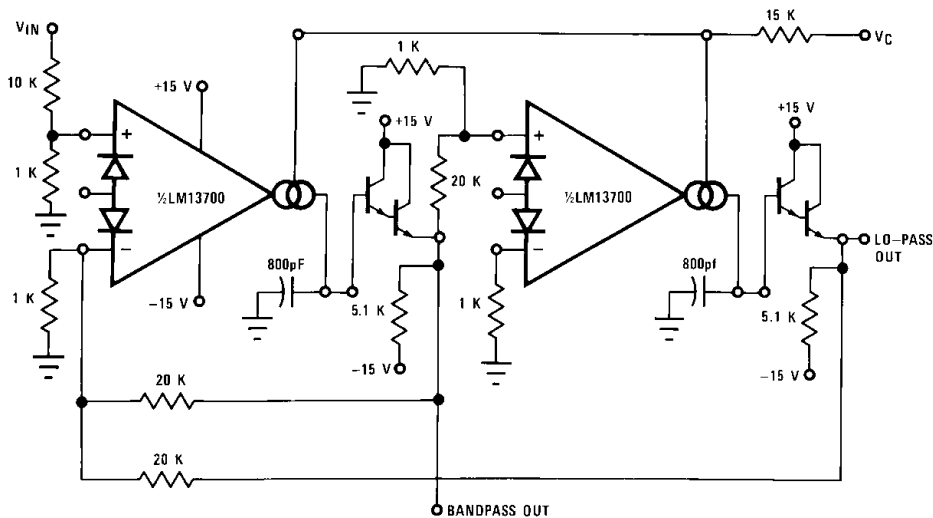 VIN
15 K
VC
1 K
10 K
+15 V
+15 V
+15 V
+
+
1 K
20 K
½LM13700
½LM13700
−
−
LO–PASS
OUT
800pF
800pf
1 K
–15 V
5.1 K
1 K
5.1 K
–15 V
–15 V
20 K
20 K
BANDPASS OUT